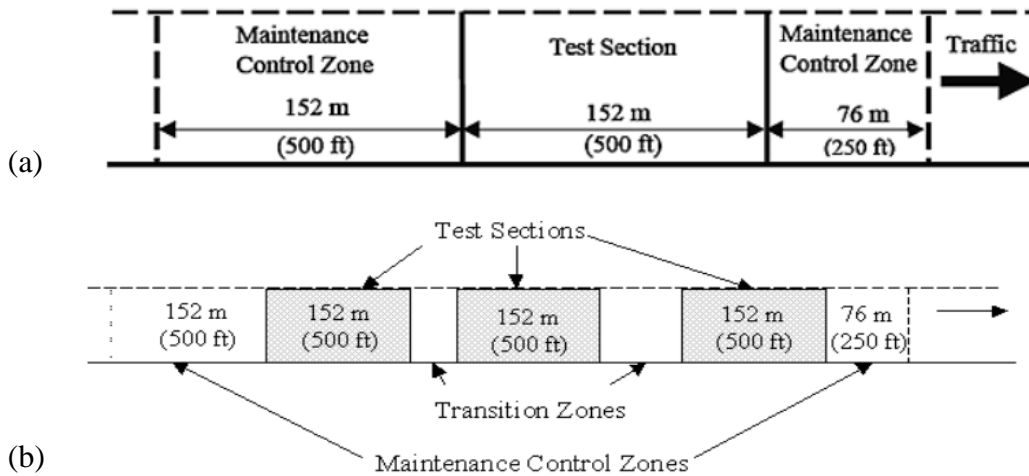 Maintenance
Control Zone
152 m
(500 ft)
Test Section
152 m
(500 ft)
Maintenance
Control Zone
76 m
(250 ft)
Traffic
(a)
Test Sections
152 m
(500 ft)
152 m
(500 ft)
152 m
(500 ft)
152 m
(500 ft)
76 m
(250 ft)
Transition Zones
Maintenance Control Zones
(b)